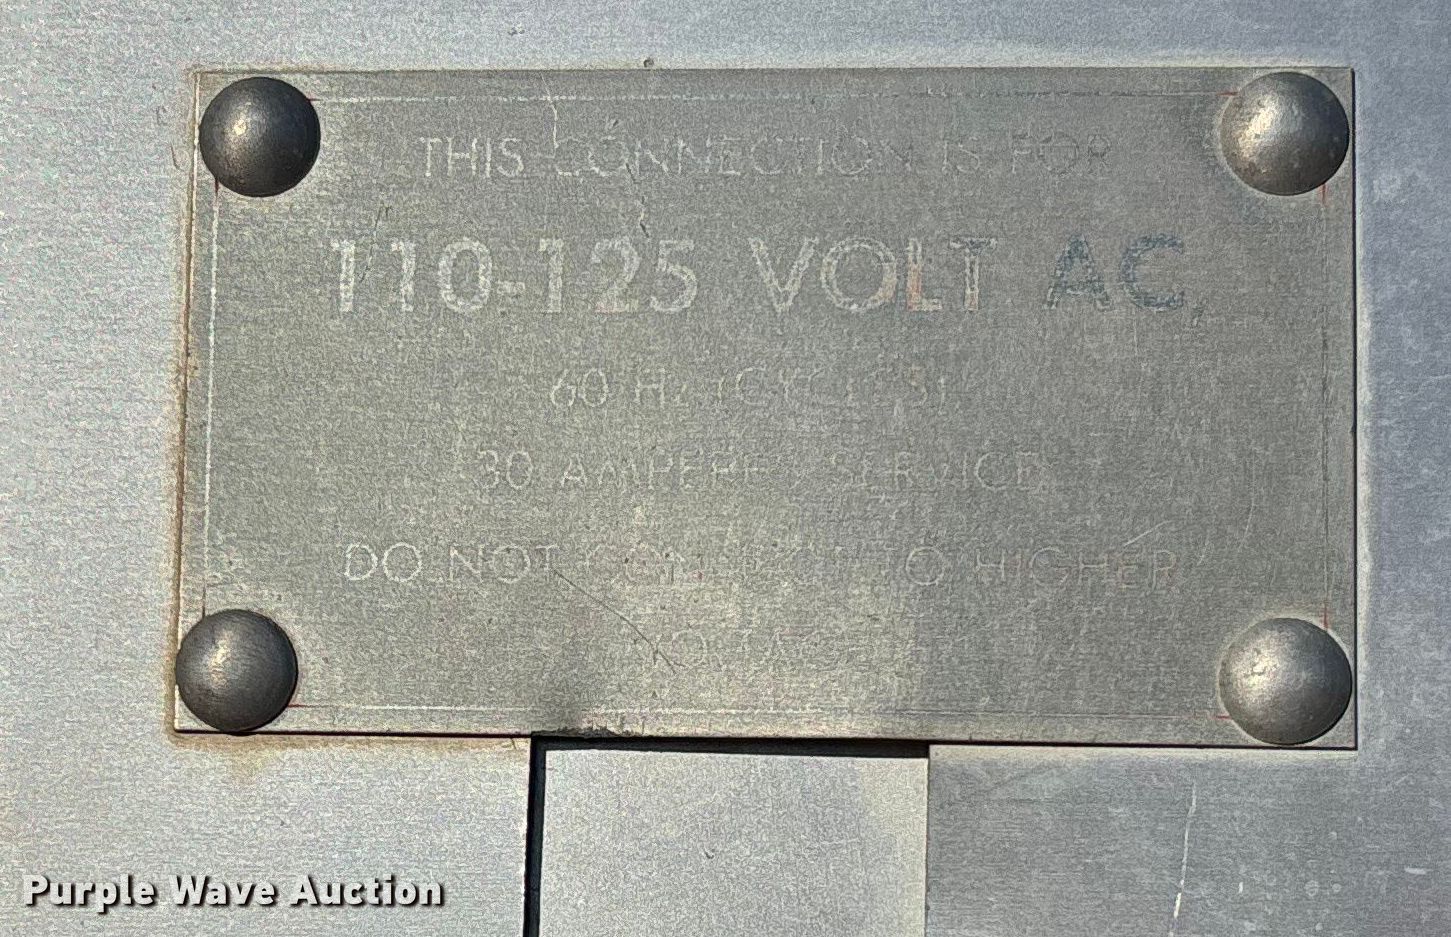 THIS CONNECTION IS FOR
110-125 VOLT AC,
60 Hz (CYCLES)
30 AMPERE SERVICE
DO NOT CONNECT TO HIGHER
VOLTAGE
Purple Wave Auction